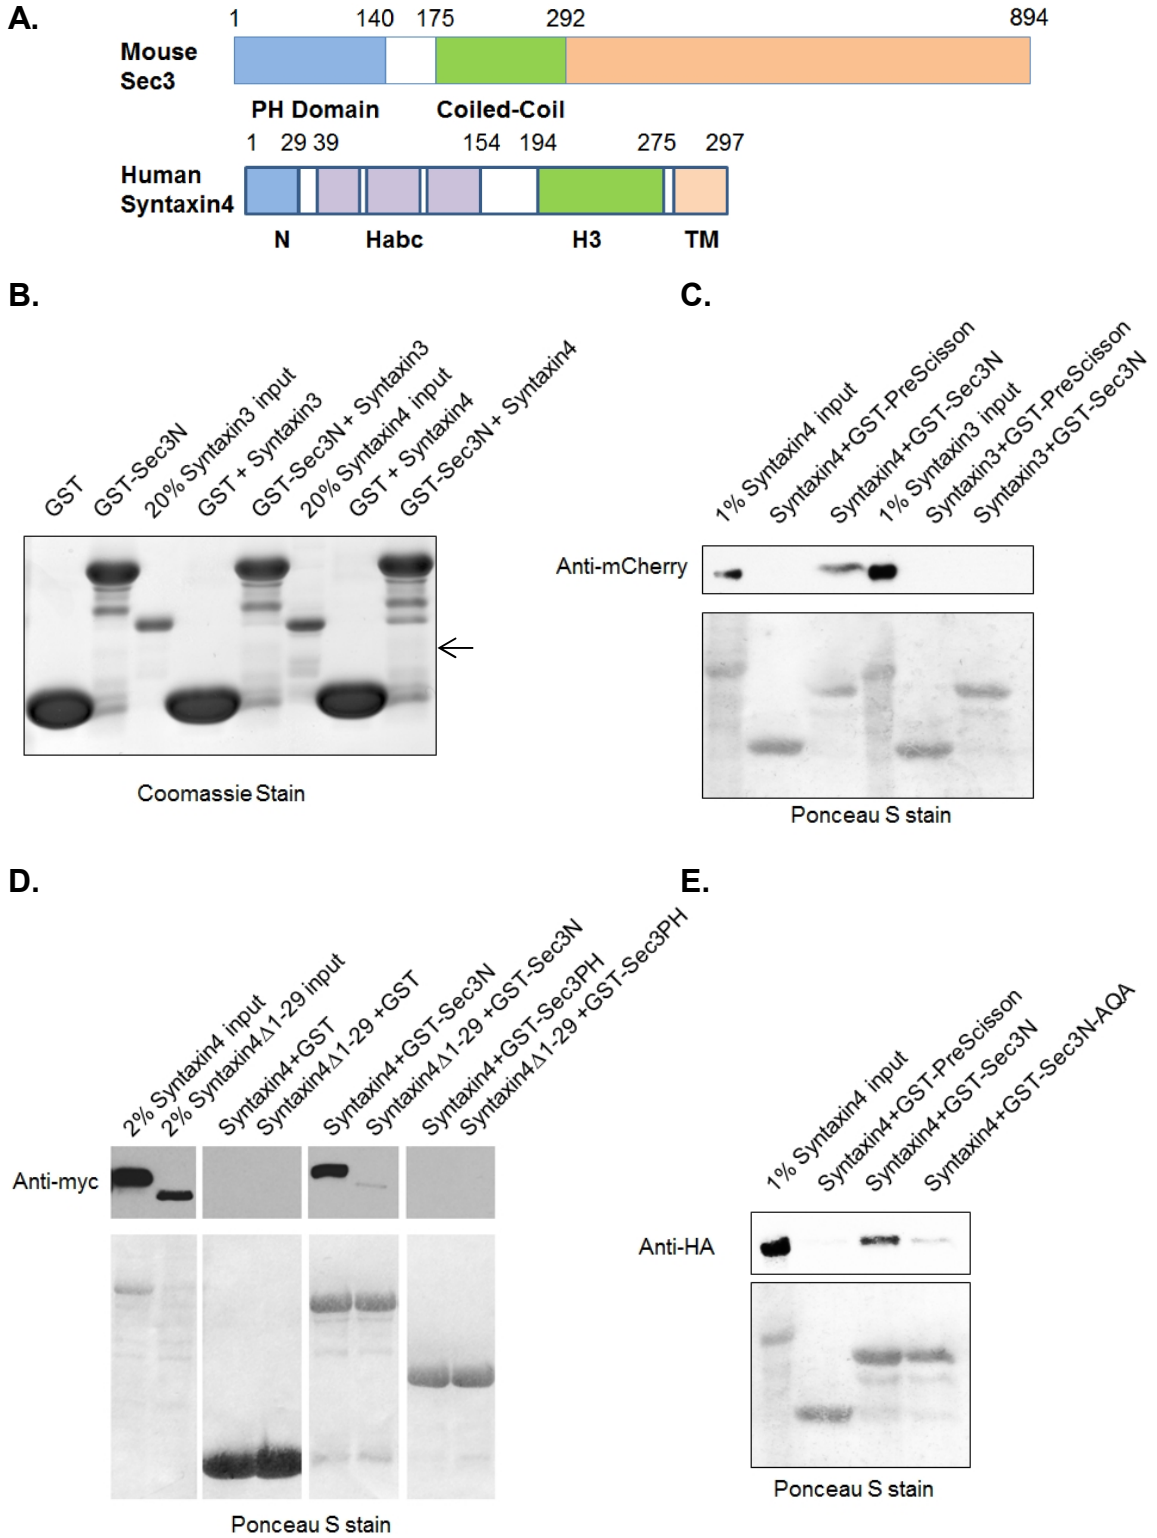 A.
1 140 175 292 894
Mouse
Sec3
PH Domain Coiled-Coil
1 29 39 154 194 275 297
Human
Syntaxin4
N Habc H3 TM
B.
GST
GST-Sec3N
20% Syntaxin3 input
GST + Syntaxin3
GST-Sec3N + Syntaxin3
20% Syntaxin4 input
GST + Syntaxin4
GST-Sec3N + Syntaxin4
Coomassie Stain
C.
1% Syntaxin4 input
Syntaxin4+GST-PreScisson
Syntaxin4+GST-Sec3N
1% Syntaxin3 input
Syntaxin3+GST-PreScisson
Syntaxin3+GST-Sec3N
Anti-mCherry
Ponceau S stain
D.
2% Syntaxin4 input
2% Syntaxin4Δ1-29 input
Syntaxin4+GST
Syntaxin4Δ1-29 +GST
Syntaxin4+GST-Sec3N
Syntaxin4Δ1-29 +GST-Sec3N
Syntaxin4+GST-Sec3PH
Syntaxin4Δ1-29 +GST-Sec3PH
Anti-myc
Ponceau S stain
E.
1% Syntaxin4 input
Syntaxin4+GST-PreScisson
Syntaxin4+GST-Sec3N
Syntaxin4+GST-Sec3N-AQA
Anti-HA
Ponceau S stain